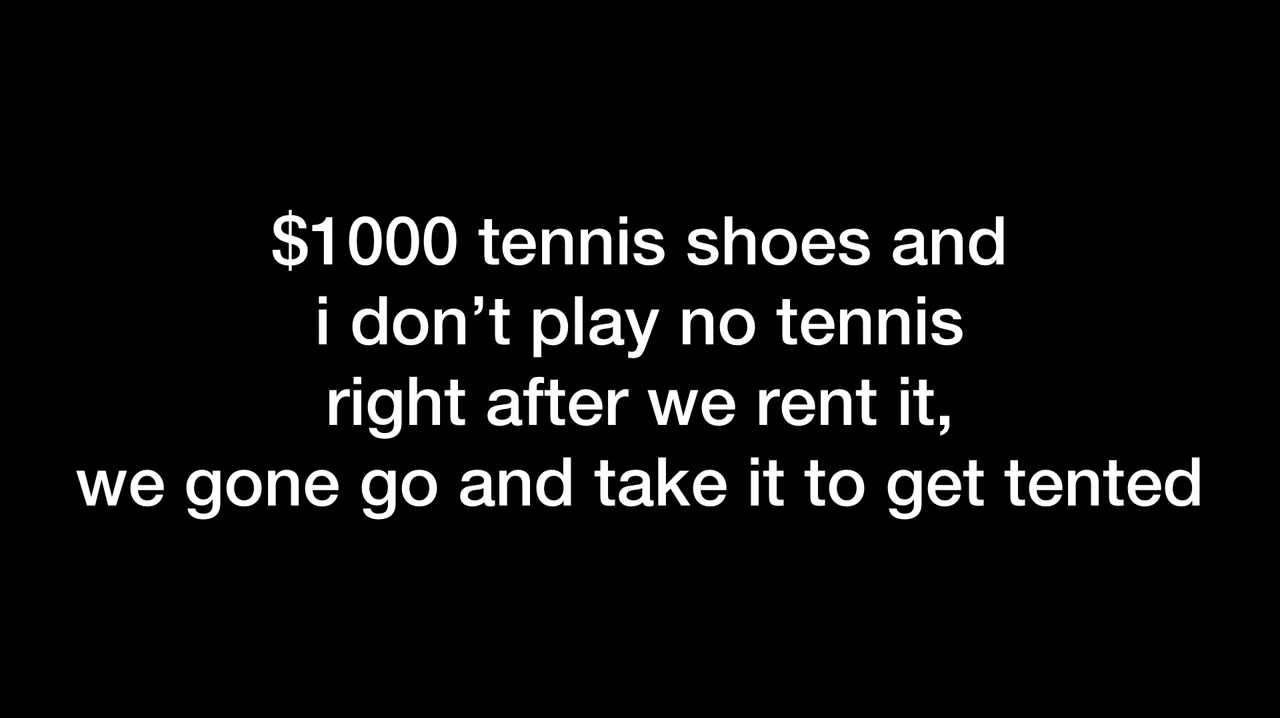 $1000 tennis shoes and
i don’t play no tennis
right after we rent it,
we gone go and take it to get tented